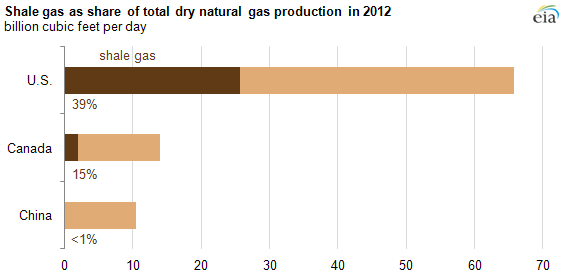 Shale gas as share of total dry natural gas production in 2012
billion cubic feet per day
eia
shale gas
U.S.
39%
Canada
15%
China
<1%
0 10 20 30 40 50 60 70